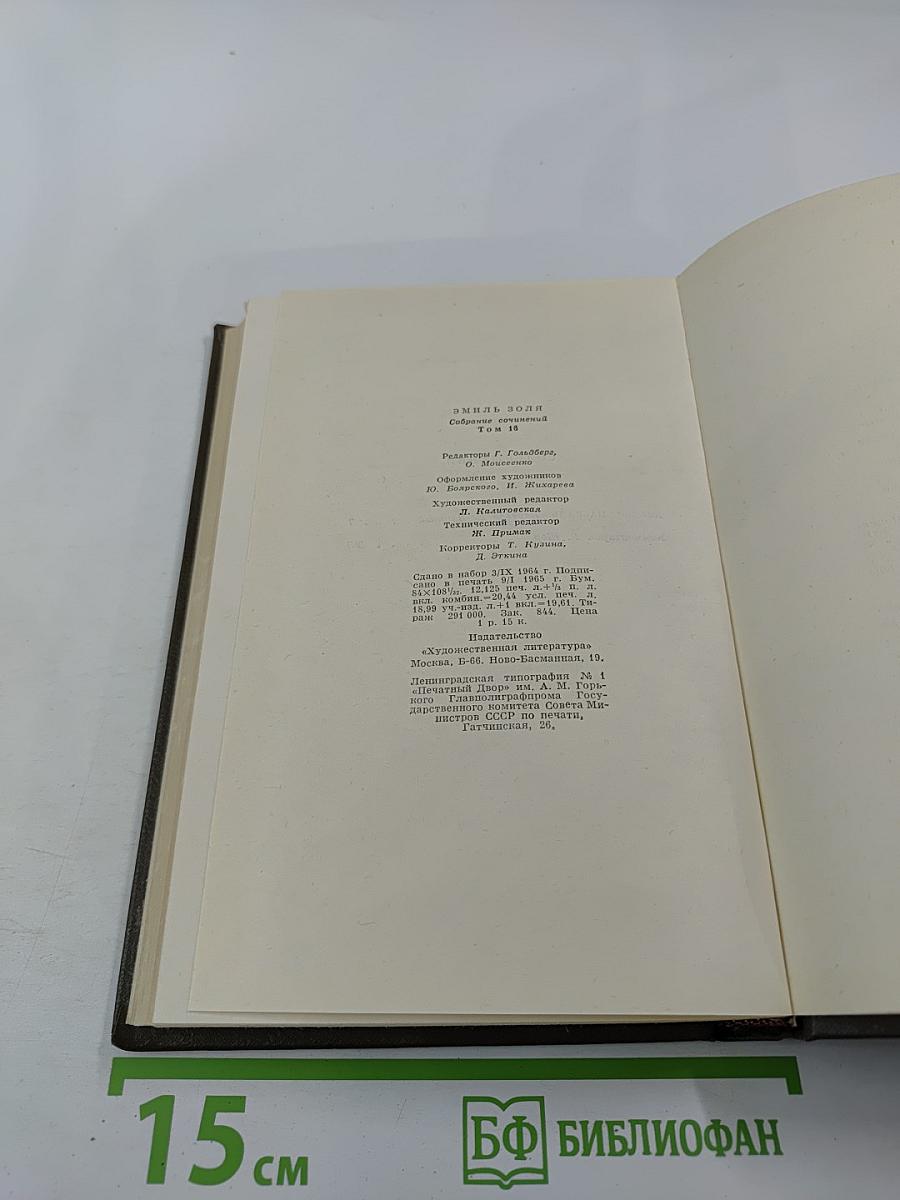 ЭМИЛЬ ЗОЛЯ
Собрание сочинений
Том 16
Редакторы Г. Гольдберг,
О. Моисеенко
Оформление художников
Ю. Боярского, И. Жихарева
Художественный редактор
Л. Калитовская
Технический редактор
Ж. Примак
Корректоры Т. Кузина,
Д. Эткина
Сдано в набор 3/IX 1964 г. Подпи-
сано в печать 9/I 1965 г. Бум.
84×108¹/₃₂. 12,125 печ. л.+¹/₃ п. л.
вкл. комбин.=20,44 усл. печ. л.
18,99 уч.-изд. л.+1 вкл.=19,61. Ти-
раж 291 000. Зак. 844. Цена
1 р. 15 к.
Издательство
«Художественная литература»
Москва, Б-66. Ново-Басманная, 19.
Ленинградская типография № 1
«Печатный Двор» им. А. М. Горь-
кого Главполиграфпрома Госу-
дарственного комитета Совета Ми-
нистров СССР по печати,
Гатчинская, 26.
15 см
БФ БИБЛИОФАН